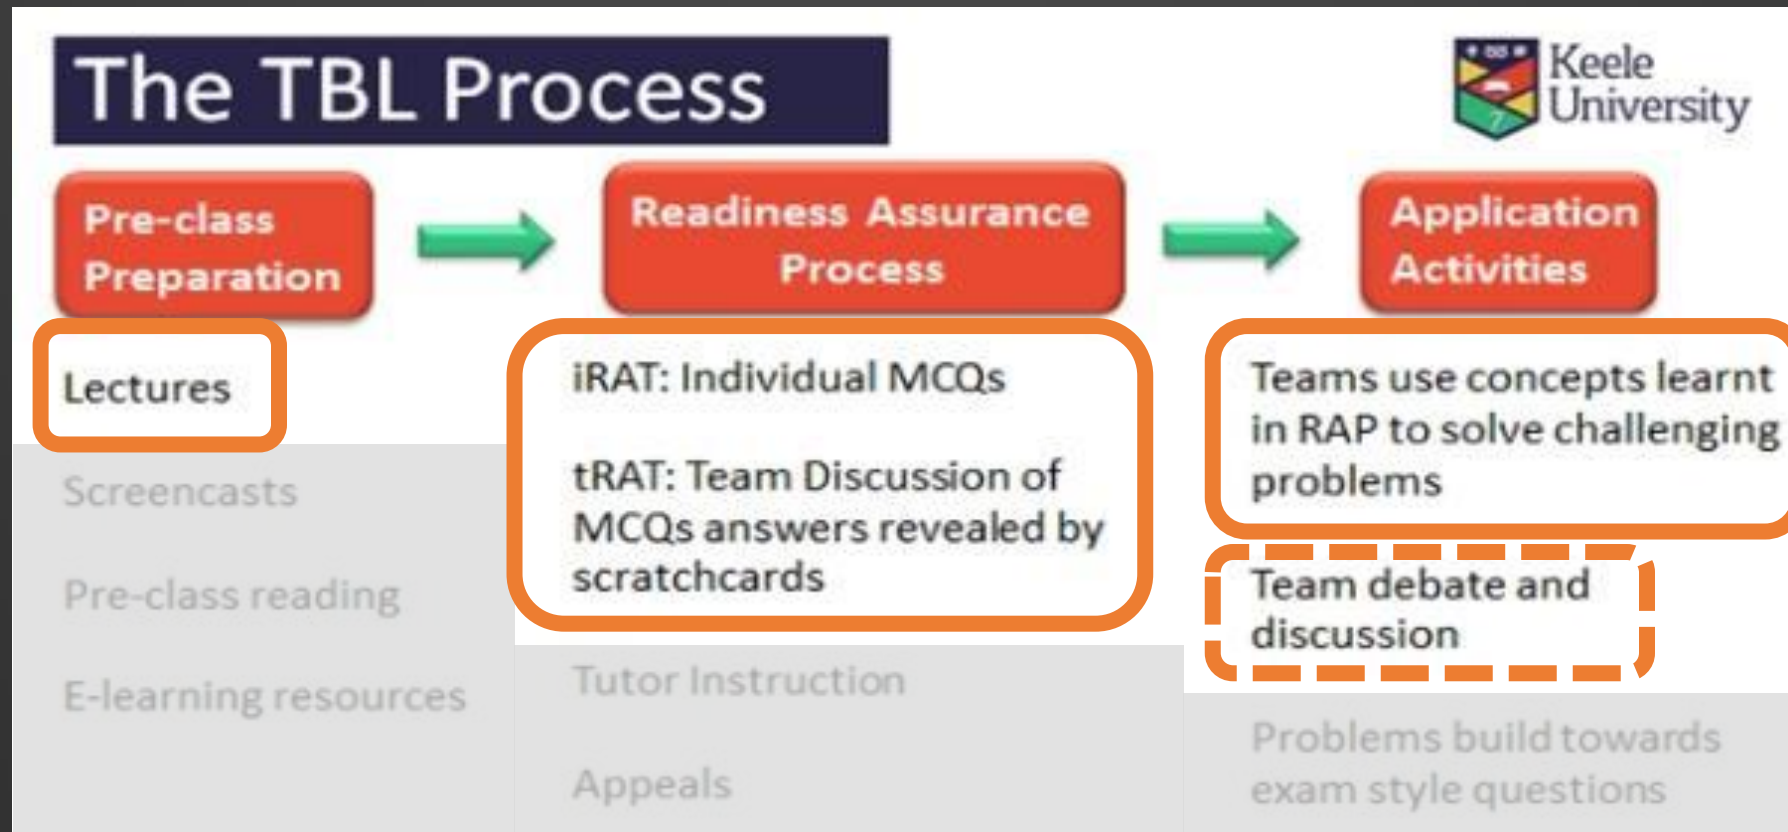 The TBL Process
Keele
University
Pre-class
Preparation
Readiness Assurance
Process
Application
Activities
Lectures
Screencasts
Pre-class reading
E-learning resources
iRAT: Individual MCQs
tRAT: Team Discussion of
MCQs answers revealed by
scratchcards
Tutor Instruction
Appeals
Teams use concepts learnt
in RAP to solve challenging
problems
Team debate and
discussion
Problems build towards
exam style questions